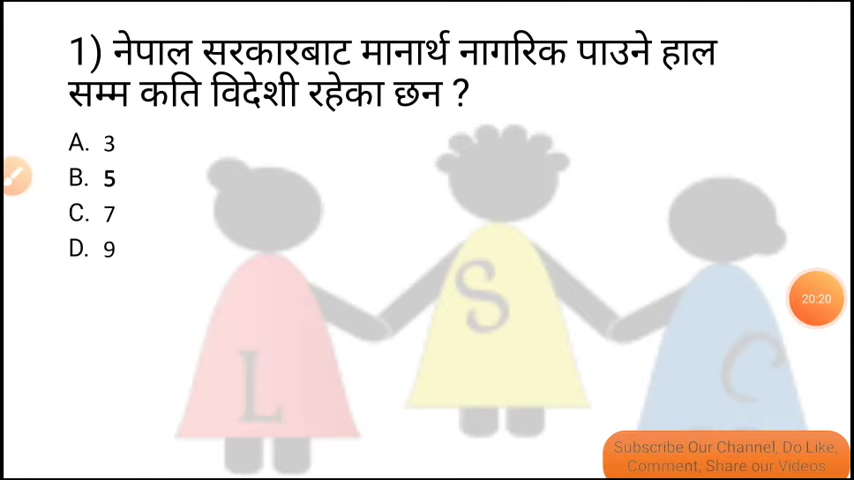 1) नेपाल सरकारबाट मानार्थ नागरिक पाउने हाल
सम्म कति विदेशी रहेका छन ?
A. 3
B. 5
C. 7
D. 9
20:20
L
S
C
Subscribe Our Channel, Do Like,
Comment, Share our Videos